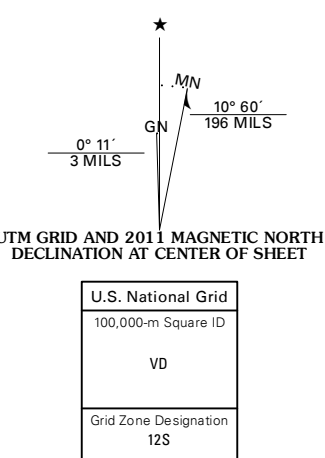 ★
MN
GN
10° 60´
196 MILS
0° 11´
3 MILS
UTM GRID AND 2011 MAGNETIC NORTH
DECLINATION AT CENTER OF SHEET
U.S. National Grid
100,000-m Square ID
VD
Grid Zone Designation
12S